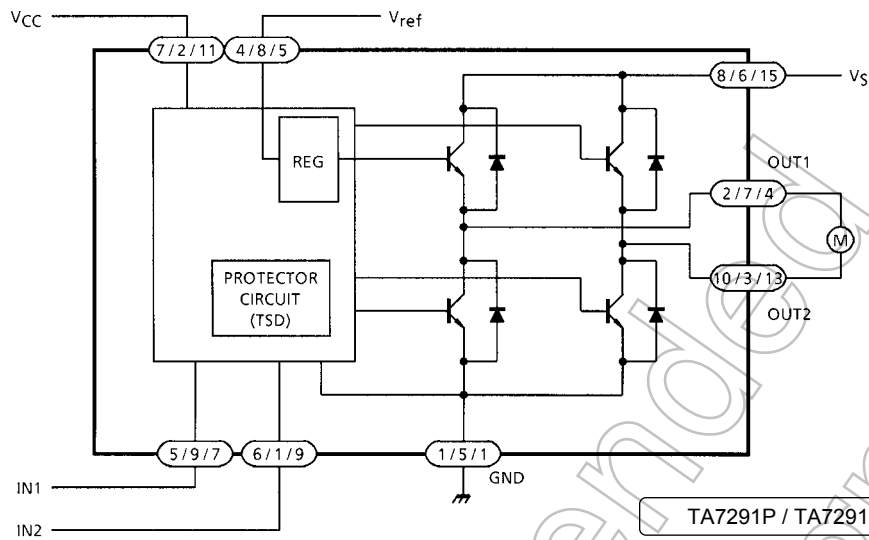 VCC
Vref
7 / 2 / 11
4 / 8 / 5
8 / 6 / 15
VS
REG
OUT1
2 / 7 / 4
M
PROTECTOR
CIRCUIT
(TSD)
10 / 3 / 13
OUT2
5 / 9 / 7
6 / 1 / 9
1 / 5 / 1
GND
IN1
IN2
TA7291P / TA7291